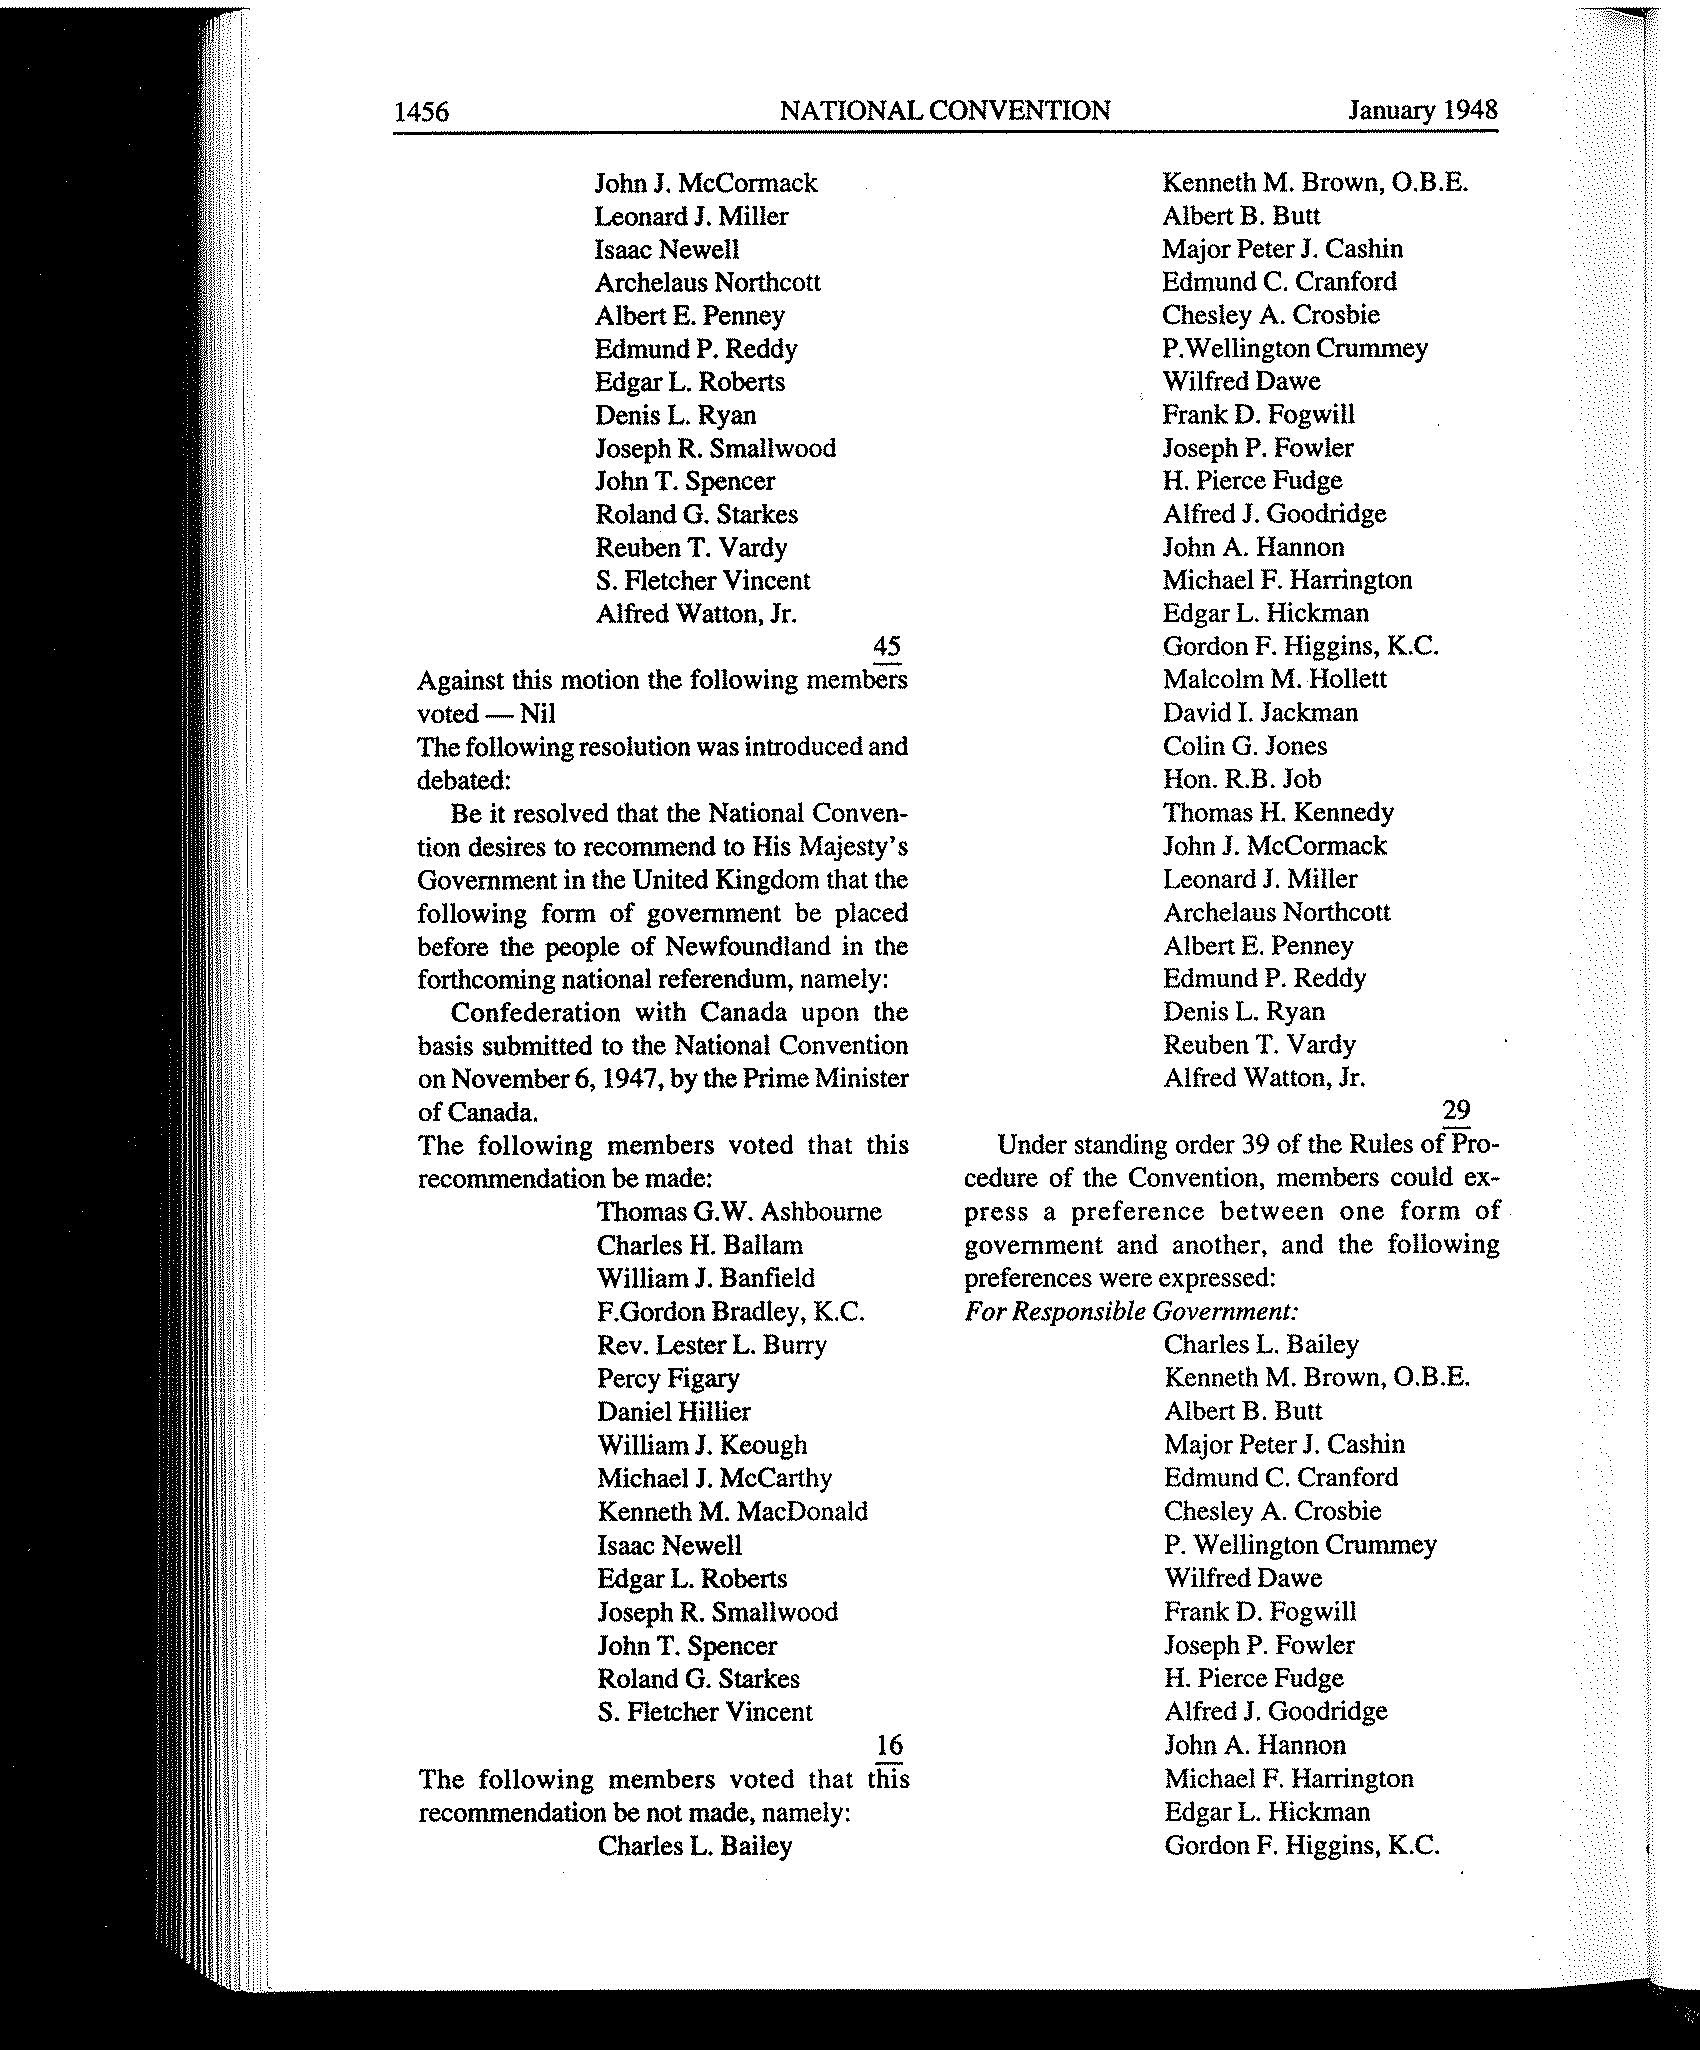 1456 NATIONAL CONVENTION January 1948
John J. McCormack
Leonard J. Miller
Isaac Newell
Archelaus Northcott
Albert E. Penney
Edmund P. Reddy
Edgar L. Roberts
Denis L. Ryan
Joseph R. Smallwood
John T. Spencer
Roland G. Starkes
Reuben T. Vardy
S. Fletcher Vincent
Alfred Watton, Jr.
45
Against this motion the following members
voted — Nil
The following resolution was introduced and
debated:
Be it resolved that the National Conven-
tion desires to recommend to His Majesty's
Government in the United Kingdom that the
following form of government be placed
before the people of Newfoundland in the
forthcoming national referendum, namely:
Confederation with Canada upon the
basis submitted to the National Convention
on November 6, 1947, by the Prime Minister
of Canada.
The following members voted that this
recommendation be made:
Thomas G.W. Ashbourne
Charles H. Ballam
William J. Banfield
F.Gordon Bradley, K.C.
Rev. Lester L. Burry
Percy Figary
Daniel Hillier
William J. Keough
Michael J. McCarthy
Kenneth M. MacDonald
Isaac Newell
Edgar L. Roberts
Joseph R. Smallwood
John T. Spencer
Roland G. Starkes
S. Fletcher Vincent
16
The following members voted that this
recommendation be not made, namely:
Charles L. Bailey
Kenneth M. Brown, O.B.E.
Albert B. Butt
Major Peter J. Cashin
Edmund C. Cranford
Chesley A. Crosbie
P.Wellington Crummey
Wilfred Dawe
Frank D. Fogwill
Joseph P. Fowler
H. Pierce Fudge
Alfred J. Goodridge
John A. Hannon
Michael F. Harrington
Edgar L. Hickman
Gordon F. Higgins, K.C.
Malcolm M. Hollett
David I. Jackman
Colin G. Jones
Hon. R.B. Job
Thomas H. Kennedy
John J. McCormack
Leonard J. Miller
Archelaus Northcott
Albert E. Penney
Edmund P. Reddy
Denis L. Ryan
Reuben T. Vardy
Alfred Watton, Jr.
29
Under standing order 39 of the Rules of Pro-
cedure of the Convention, members could ex-
press a preference between one form of
government and another, and the following
preferences were expressed:
For Responsible Government:
Charles L. Bailey
Kenneth M. Brown, O.B.E.
Albert B. Butt
Major Peter J. Cashin
Edmund C. Cranford
Chesley A. Crosbie
P. Wellington Crummey
Wilfred Dawe
Frank D. Fogwill
Joseph P. Fowler
H. Pierce Fudge
Alfred J. Goodridge
John A. Hannon
Michael F. Harrington
Edgar L. Hickman
Gordon F. Higgins, K.C.